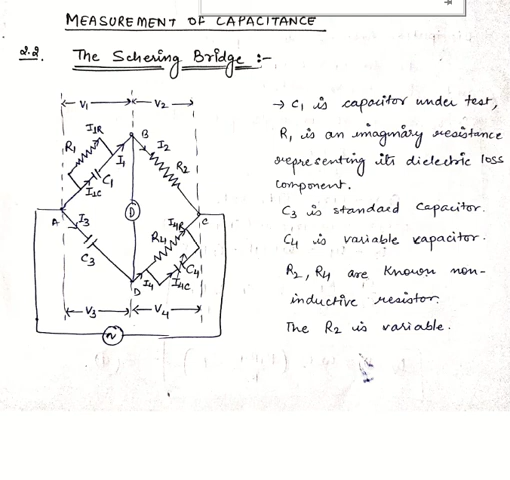 MEASUREMENT OF CAPACITANCE
2.2. The Schering Bridge :-
V1 V2
I1R B
R1 I1 I2
C1 R2
I1C
A I3 D I4R C
R4
C3 C4
D I4 I4C
V3 V4
~
→ C1 is capacitor under test,
R1 is an imagmary resistance
representing its dielectric loss
component.
C3 is standard capacitor.
C4 is variable capacitor.
R2, R4 are known non-
inductive resistor.
The R2 is variable.